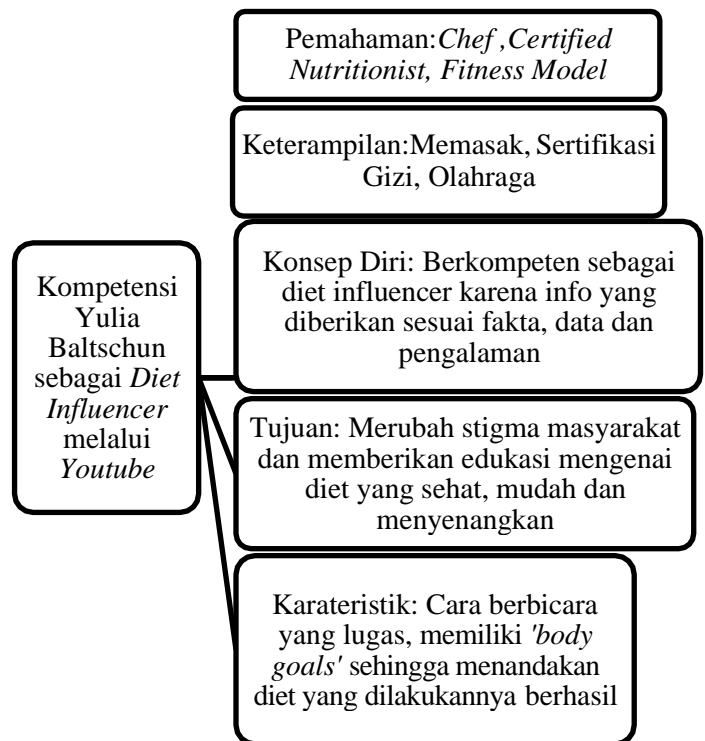 Pemahaman:Chef ,Certified
Nutritionist, Fitness Model
Keterampilan:Memasak, Sertifikasi
Gizi, Olahraga
Kompetensi
Yulia
Baltschun
sebagai Diet
Influencer
melalui
Youtube
Konsep Diri: Berkompeten sebagai
diet influencer karena info yang
diberikan sesuai fakta, data dan
pengalaman
Tujuan: Merubah stigma masyarakat
dan memberikan edukasi mengenai
diet yang sehat, mudah dan
menyenangkan
Karateristik: Cara berbicara
yang lugas, memiliki 'body
goals' sehingga menandakan
diet yang dilakukannya berhasil